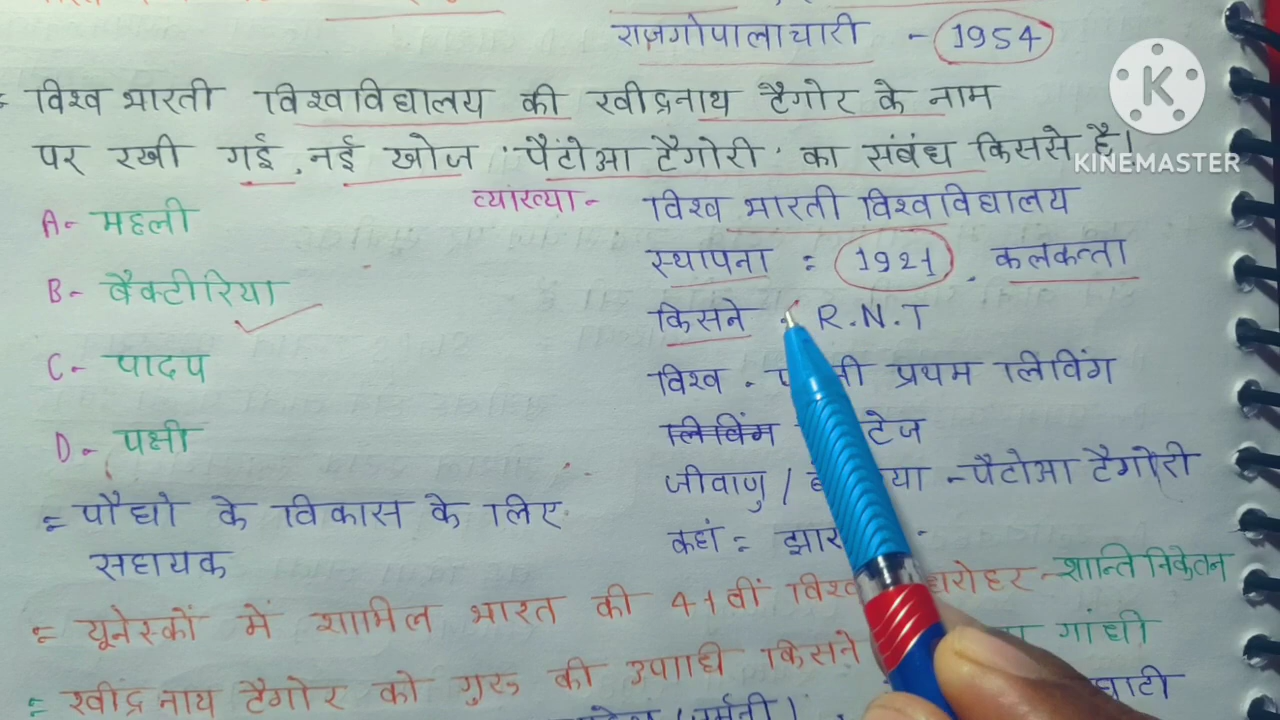 राजगोपालाचारी - 1954
= विश्व भारती विश्वविद्यालय की रवीद्रनाथ टैगोर के नाम
पर रखी गई, नई खोज 'पैंटोआ टैगोरी' का संबंध किससे है।
K
KINEMASTER
A- मछली
B- बैक्टीरिया
C- पादप
D- पक्षी
= पौधो के विकास के लिए
सहायक
व्याख्या- विश्व भारती विश्वविद्यालय
स्थापना : 1921, कलकत्ता
किसने R.N.T
विश्व - प्रथम लिविंग
लिविंग टेज
जीवाणु / - पैटोआ टैगोरी
कहां =
= यूनेस्कों में शामिल भारत की 41वीं विश्व - शान्ति निकेतन
= रवींद्र नाथ टैगोर को गुरू की उपाधि किसने गांधी
घाटी